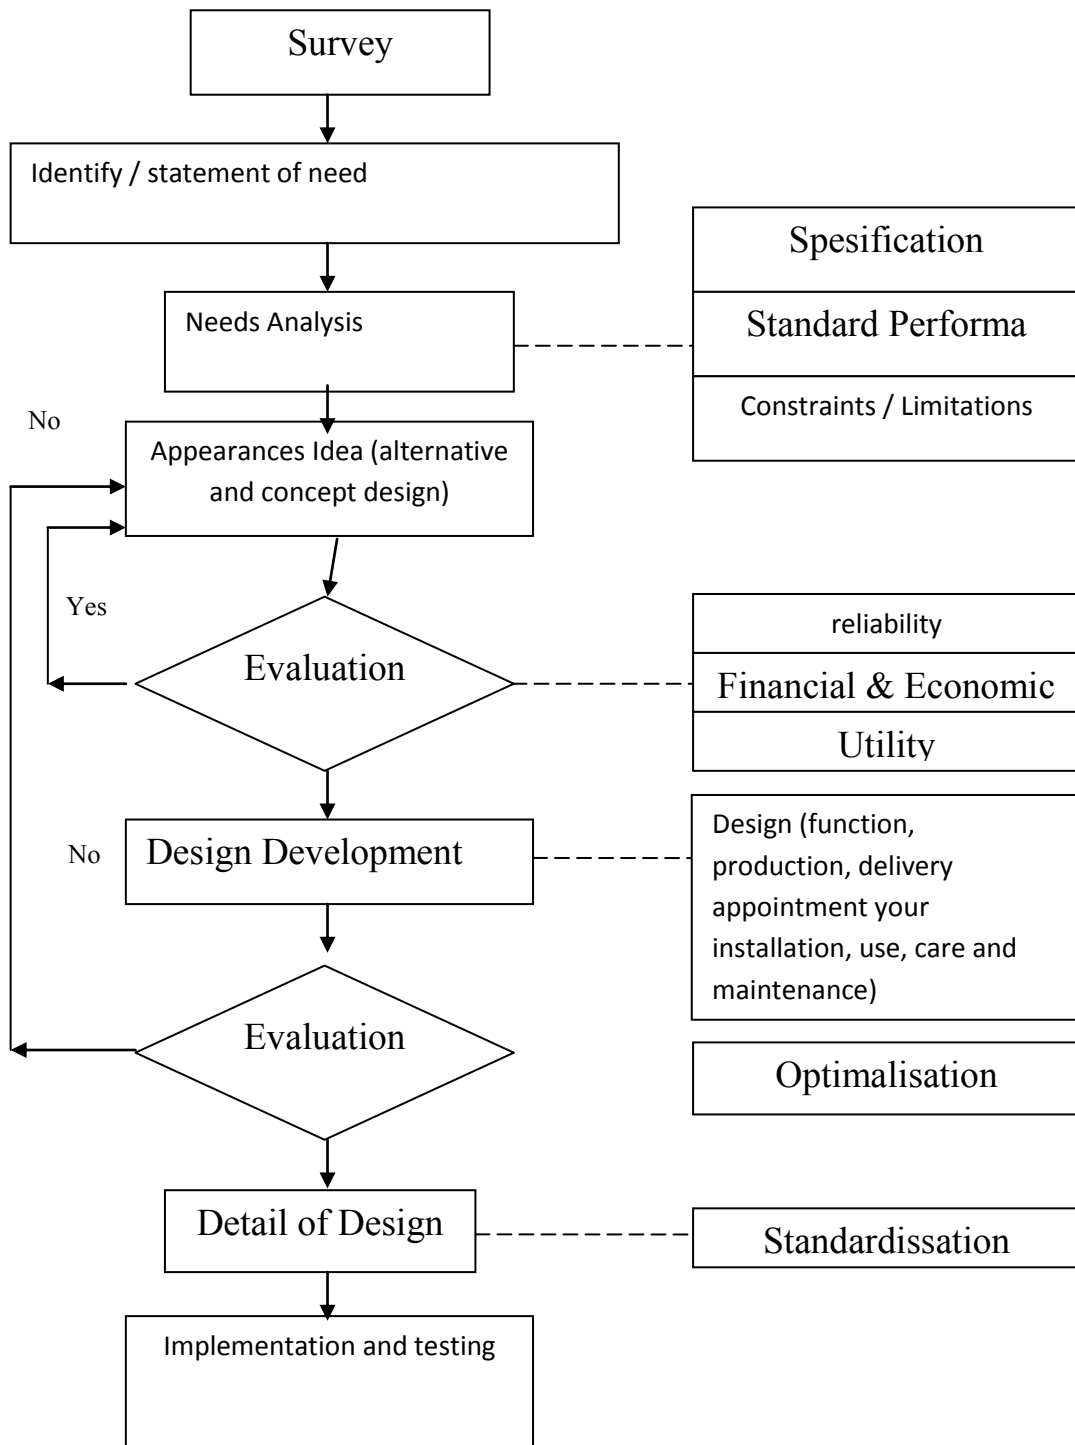 Survey
Identify / statement of need
Spesification
Needs Analysis
Standard Performa
Constraints / Limitations
No
Appearances Idea (alternative
and concept design)
Yes
reliability
Evaluation
Financial & Economic
Utility
Design (function,
production, delivery
appointment your
installation, use, care and
maintenance)
No
Design Development
Evaluation
Optimalisation
Detail of Design
Standardissation
Implementation and testing